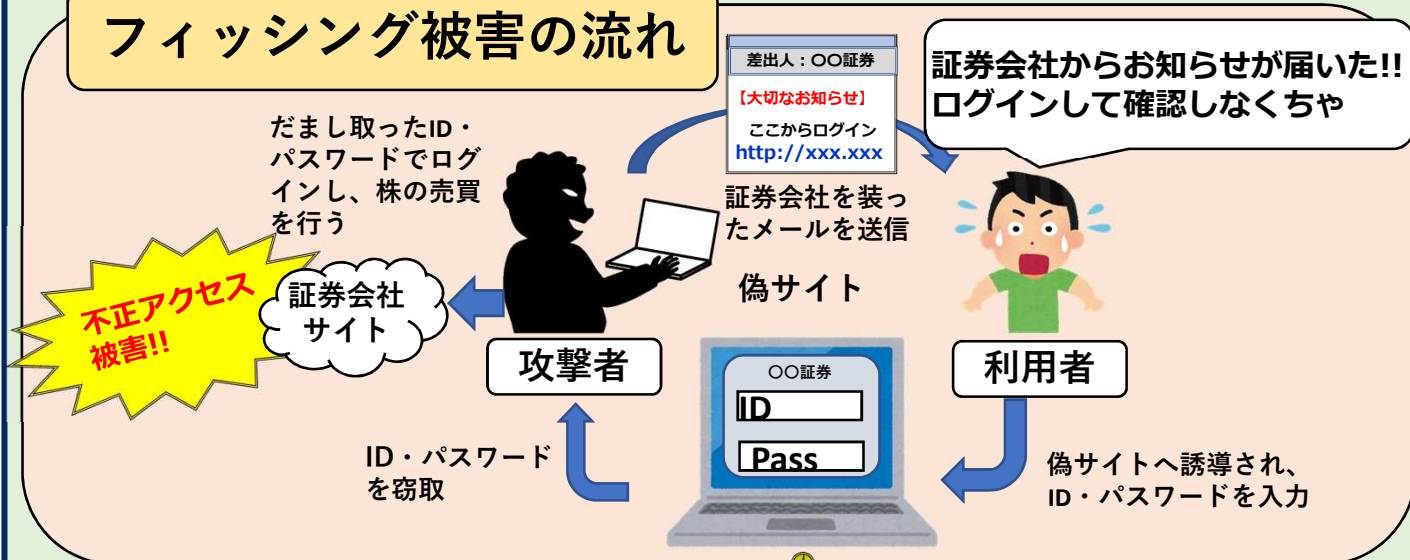 フィッシング被害の流れ
差出人：〇〇証券
【大切なお知らせ】
ここからログイン
http://xxx.xxx
証券会社からお知らせが届いた!!
ログインして確認しなくちゃ
だまし取ったID・
パスワードでログ
インし、株の売買
を行う
証券会社を装っ
たメールを送信
不正アクセス
被害!!
証券会社
サイト
偽サイト
攻撃者
利用者
〇〇証券
ID
Pass
ID・パスワード
を窃取
偽サイトへ誘導され、
ID・パスワードを入力